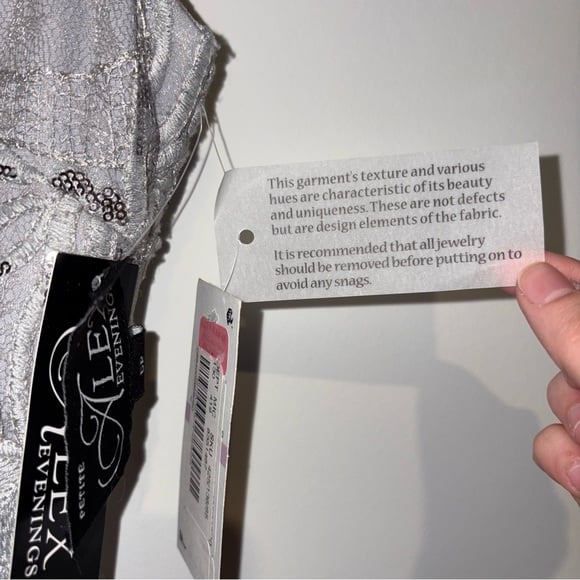 This garment's texture and various
hues are characteristic of its beauty
and uniqueness. These are not defects
but are design elements of the fabric.
It is recommended that all jewelry
should be removed before putting on to
avoid any snags.
ALEX
EVENINGS
EVENINGS